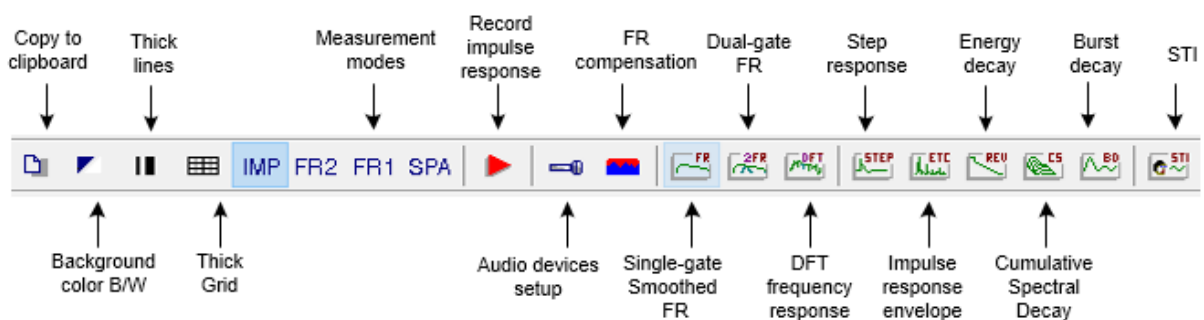 Copy to
clipboard
Thick
lines
Measurement
modes
Record
impulse
response
FR
compensation
Dual-gate
FR
Step
response
Energy
decay
Burst
decay
STI
IMP FR2 FR1 SPA FR 2FR DFT STEP ETC REV CS BD STI
Background
color B/W
Thick
Grid
Audio devices
setup
Single-gate
Smoothed
FR
DFT
frequency
response
Impulse
response
envelope
Cumulative
Spectral
Decay